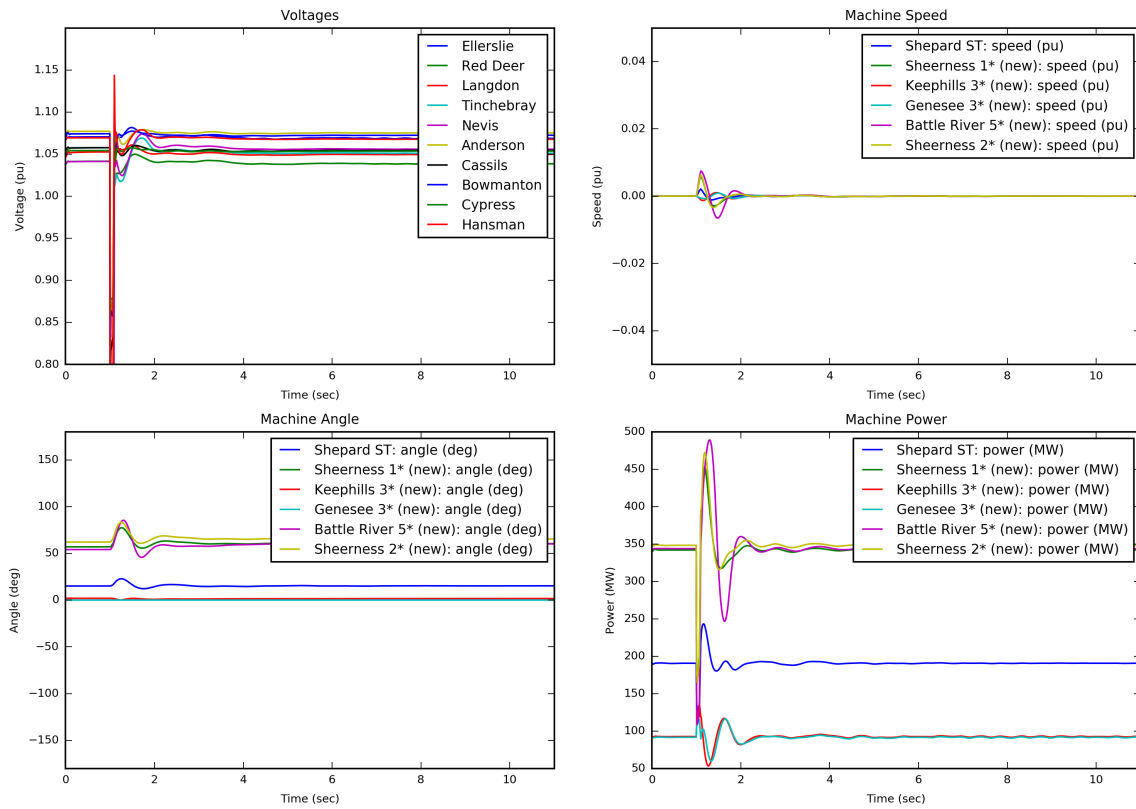 Voltages
1.15
1.10
1.05
1.00
0.95
0.90
0.85
0.80
Voltage (pu)
Ellerslie
Red Deer
Langdon
Tinchebray
Nevis
Anderson
Cassils
Bowmanton
Cypress
Hansman
0 2 4 6 8 10
Time (sec)
Machine Speed
0.04
0.02
0.00
−0.02
−0.04
Speed (pu)
Shepard ST: speed (pu)
Sheerness 1* (new): speed (pu)
Keephills 3* (new): speed (pu)
Genesee 3* (new): speed (pu)
Battle River 5* (new): speed (pu)
Sheerness 2* (new): speed (pu)
0 2 4 6 8 10
Time (sec)
Machine Angle
150
100
50
0
−50
−100
−150
Angle (deg)
Shepard ST: angle (deg)
Sheerness 1* (new): angle (deg)
Keephills 3* (new): angle (deg)
Genesee 3* (new): angle (deg)
Battle River 5* (new): angle (deg)
Sheerness 2* (new): angle (deg)
0 2 4 6 8 10
Time (sec)
Machine Power
500
450
400
350
300
250
200
150
100
50
Power (MW)
Shepard ST: power (MW)
Sheerness 1* (new): power (MW)
Keephills 3* (new): power (MW)
Genesee 3* (new): power (MW)
Battle River 5* (new): power (MW)
Sheerness 2* (new): power (MW)
0 2 4 6 8 10
Time (sec)